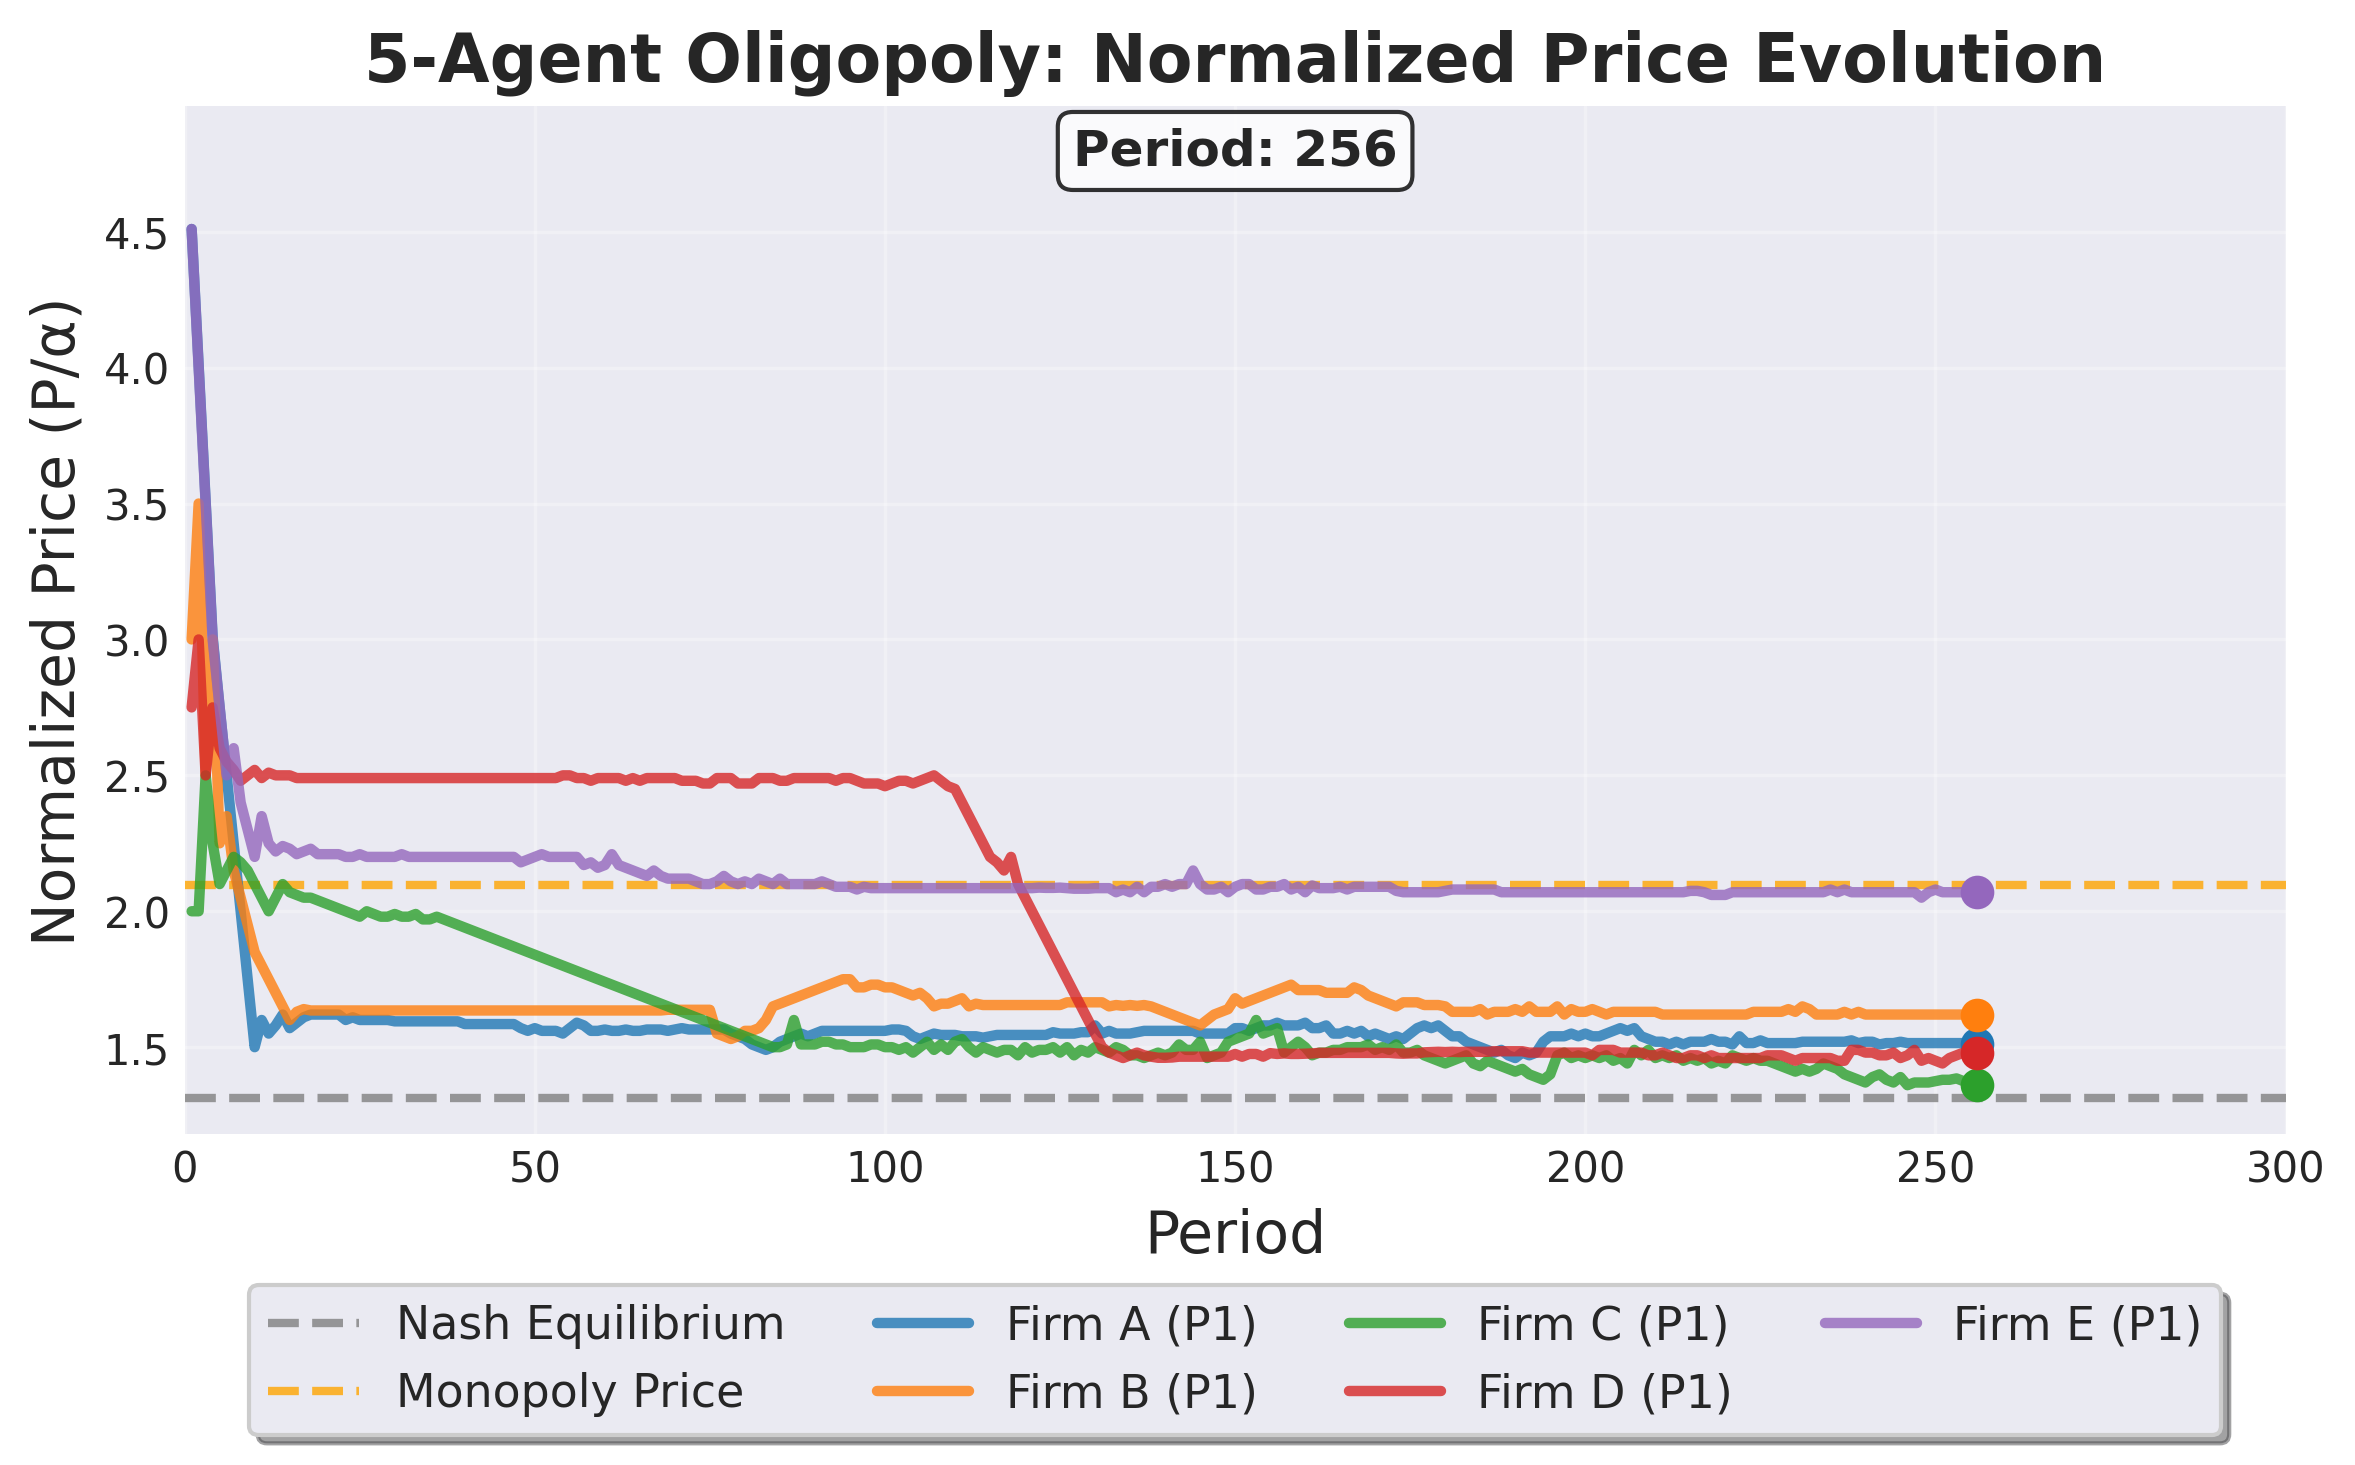 5-Agent Oligopoly: Normalized Price Evolution
Period: 256
Normalized Price (P/α)
4.5
4.0
3.5
3.0
2.5
2.0
1.5
0 50 100 150 200 250 300
Period
Nash Equilibrium Firm A (P1) Firm C (P1) Firm E (P1)
Monopoly Price Firm B (P1) Firm D (P1)